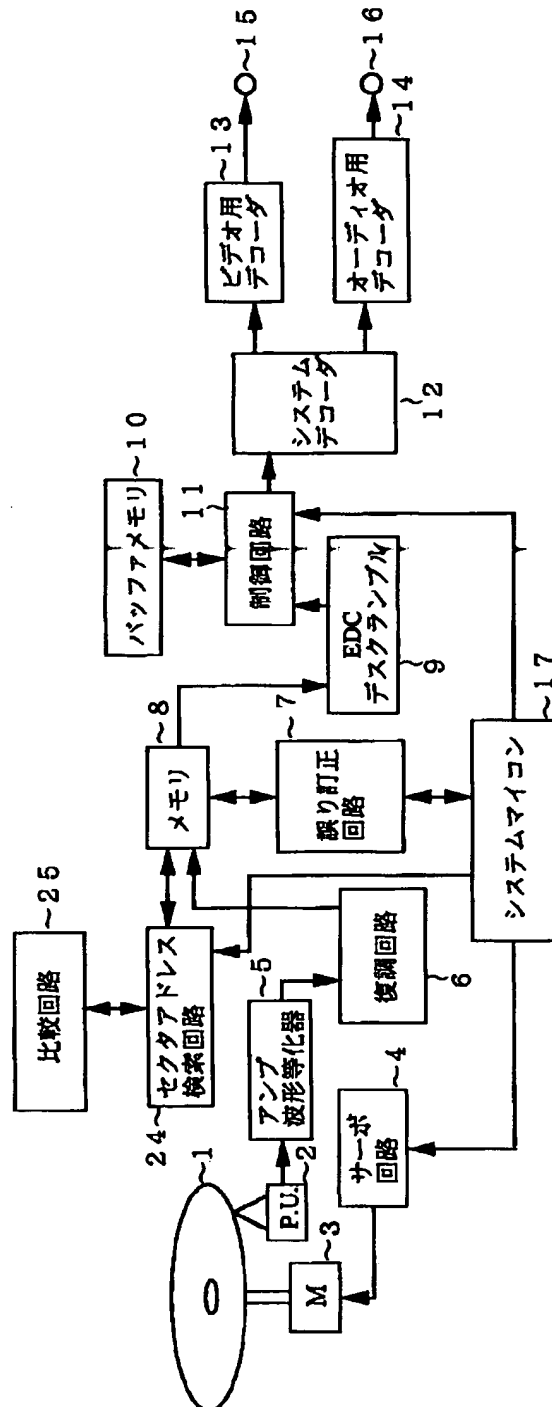 比較回路
～25
24～
セクタアドレス
検索回路
メモリ
～8
バッファメモリ
～10
11
制御回路
システム
デコーダ
12
ビデオ用
デコーダ
～13
～15
オーディオ用
デコーダ
～14
～16
～1
P.U.
～2
M
～3
アンプ
波形等化器
～5
復調回路
6
誤り訂正
回路
～7
EDC
デスクランブル
9
サーボ
回路
～4
システムマイコン
～17